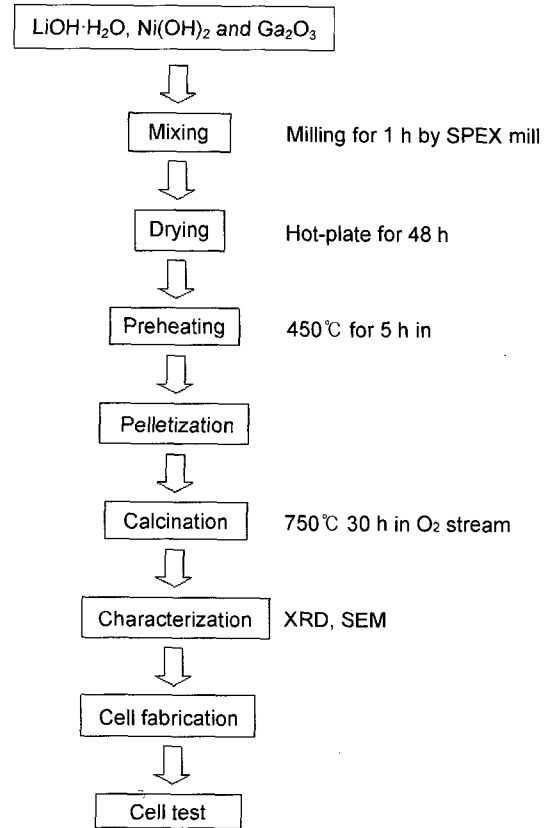 LiOH·H₂O, Ni(OH)₂ and Ga₂O₃
Mixing Milling for 1 h by SPEX mill
Drying Hot-plate for 48 h
Preheating 450℃ for 5 h in
Pelletization
Calcination 750℃ 30 h in O₂ stream
Characterization XRD, SEM
Cell fabrication
Cell test